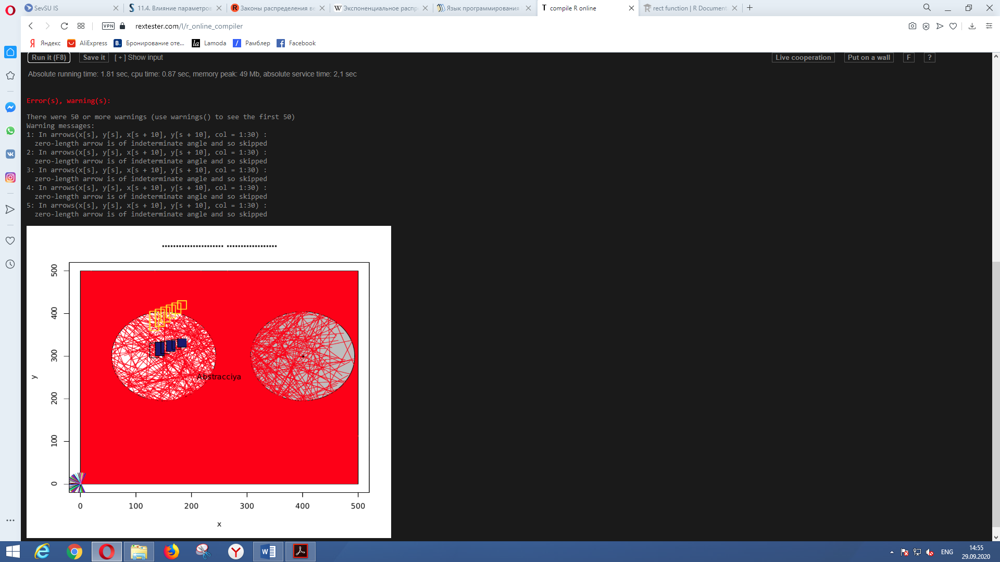 SevSU IS
11.4. Влияние параметров
Законы распределения ве
Экспоненциальное распр
Язык программирования
compile R online
rect function | R Document
VPN
rextester.com/l/r_online_compiler
Яндекс
AliExpress
Бронирование оте...
Lamoda
Рамблер
Facebook
Run it (F8)
Save it
[ + ] Show input
Live cooperation
Put on a wall
F
?
Absolute running time: 1.81 sec, cpu time: 0.87 sec, memory peak: 49 Mb, absolute service time: 2,1 sec
Error(s), warning(s):
There were 50 or more warnings (use warnings() to see the first 50)
Warning messages:
1: In arrows(x[s], y[s], x[s + 10], y[s + 10], col = 1:30) :
zero-length arrow is of indeterminate angle and so skipped
2: In arrows(x[s], y[s], x[s + 10], y[s + 10], col = 1:30) :
zero-length arrow is of indeterminate angle and so skipped
3: In arrows(x[s], y[s], x[s + 10], y[s + 10], col = 1:30) :
zero-length arrow is of indeterminate angle and so skipped
4: In arrows(x[s], y[s], x[s + 10], y[s + 10], col = 1:30) :
zero-length arrow is of indeterminate angle and so skipped
5: In arrows(x[s], y[s], x[s + 10], y[s + 10], col = 1:30) :
zero-length arrow is of indeterminate angle and so skipped
500
400
300
200
100
0
y
Abstracciya
0 100 200 300 400 500
x
ENG
14:55
29.09.2020